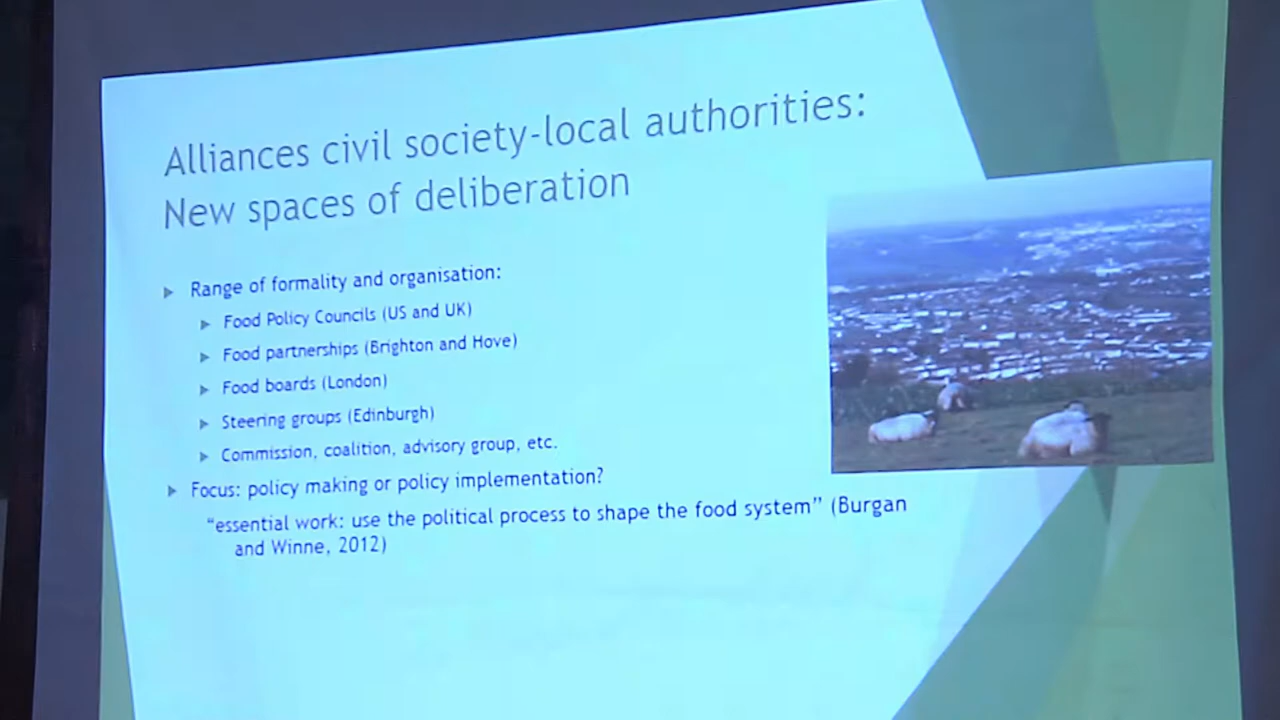 Alliances civil society-local authorities:
New spaces of deliberation
Range of formality and organisation:
Food Policy Councils (US and UK)
Food partnerships (Brighton and Hove)
Food boards (London)
Steering groups (Edinburgh)
Commission, coalition, advisory group, etc.
Focus: policy making or policy implementation?
“essential work: use the political process to shape the food system” (Burgan
and Winne, 2012)